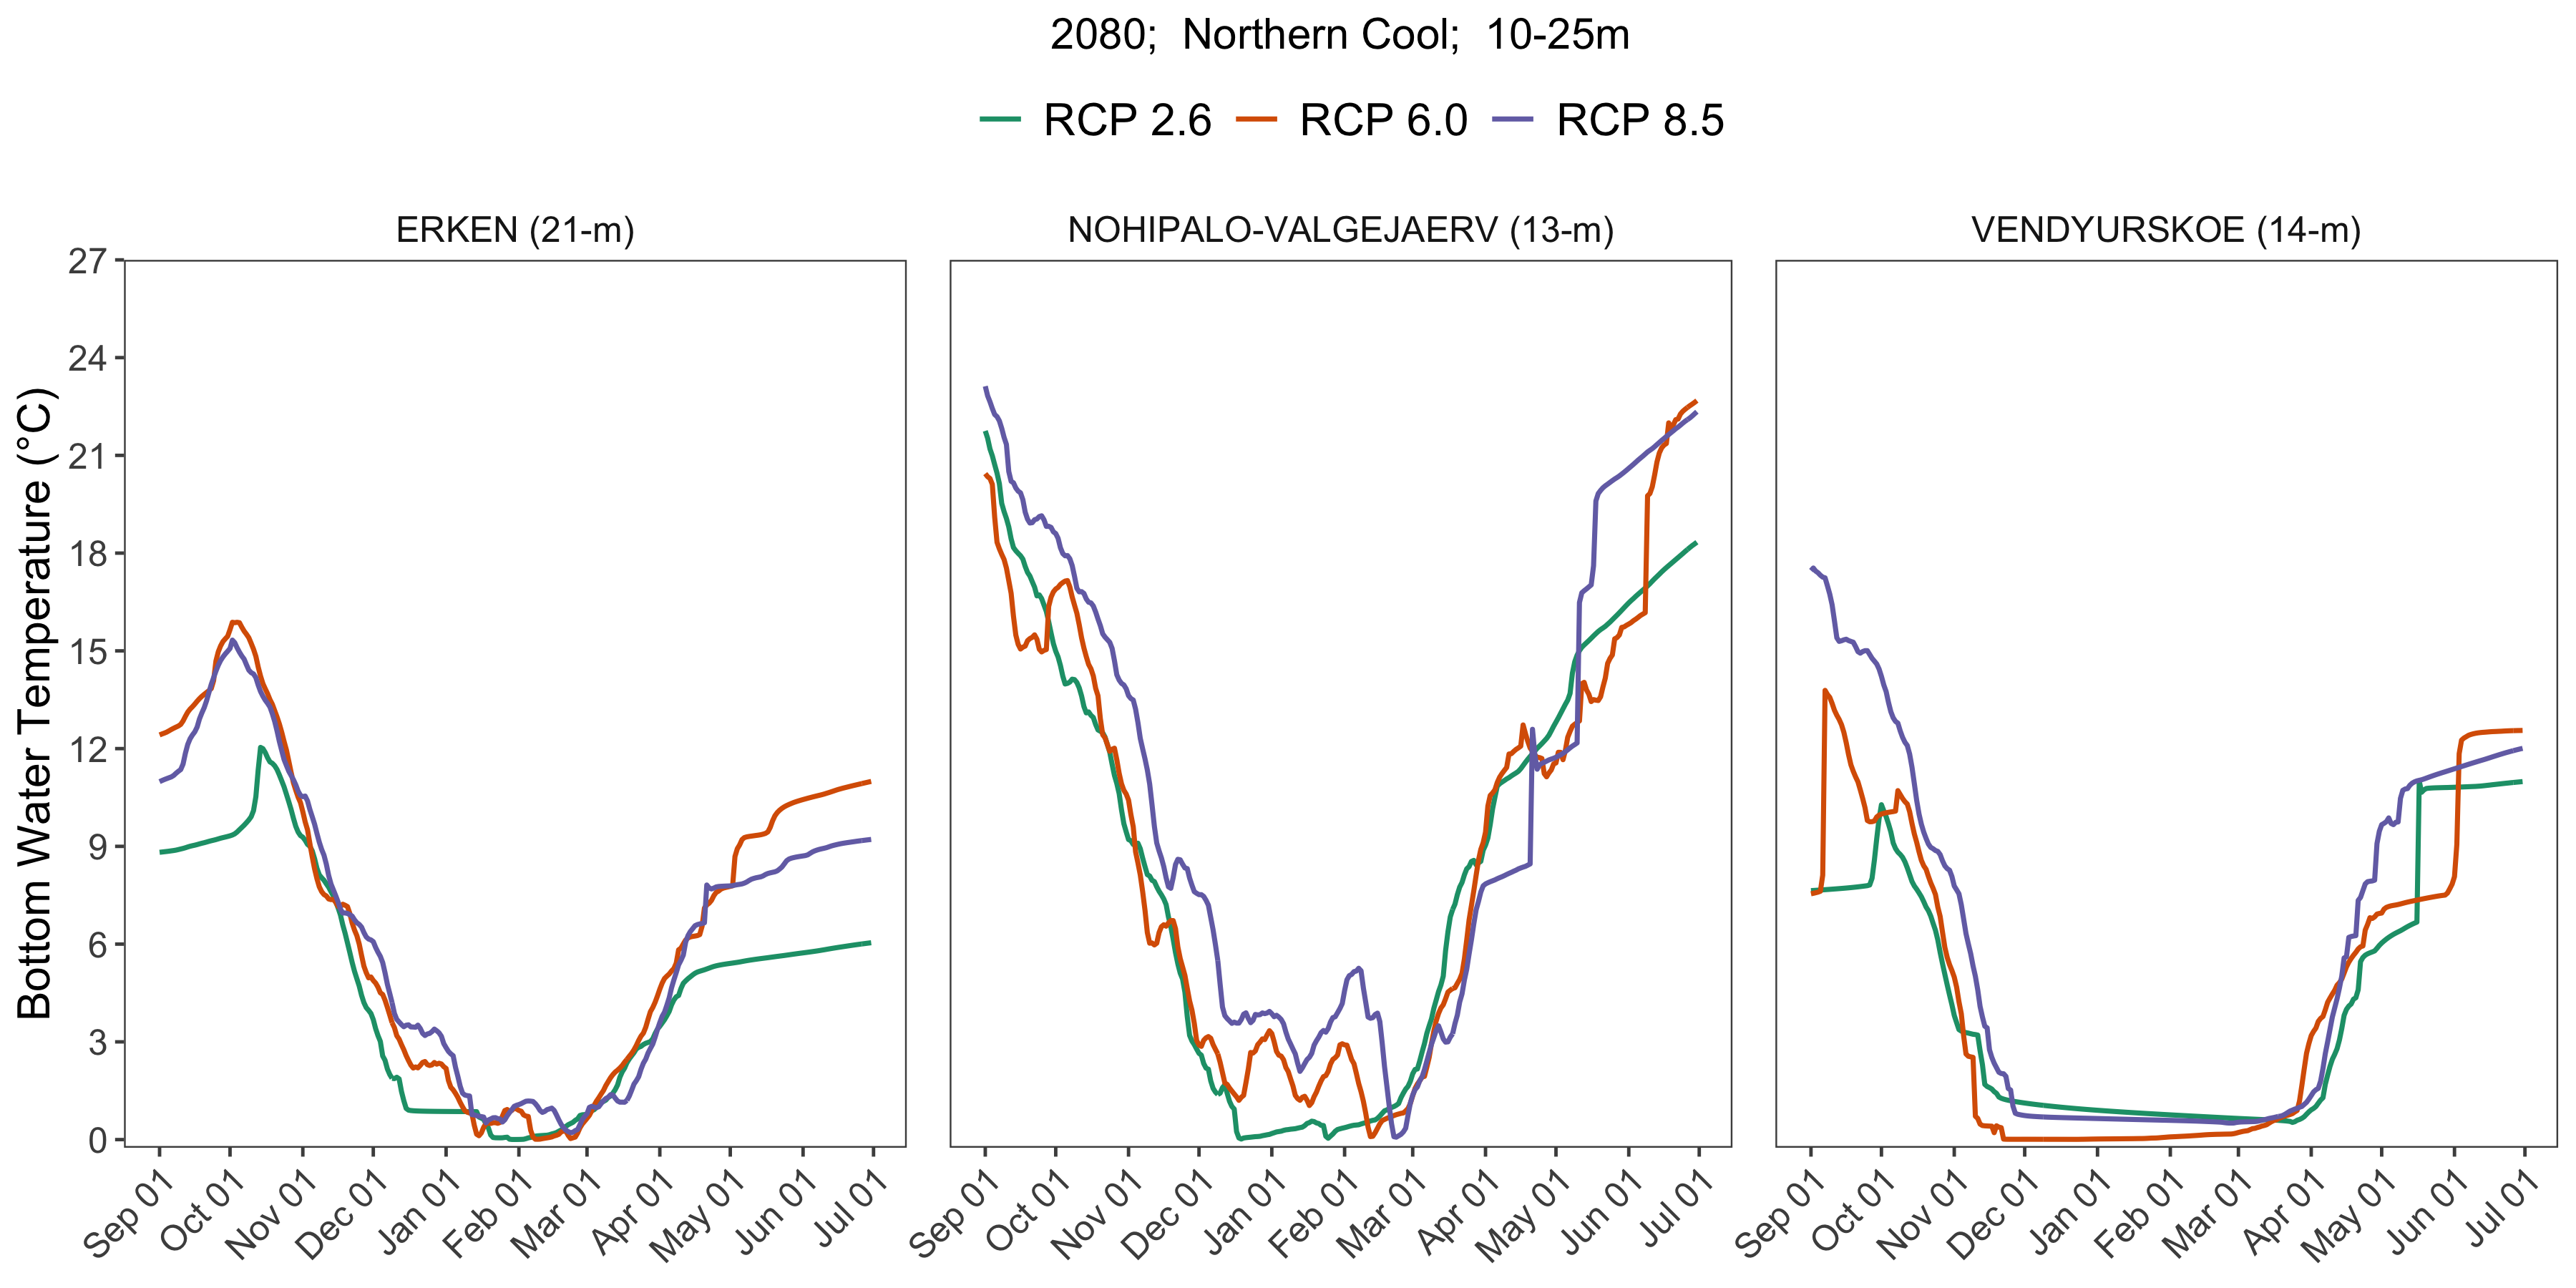 2080;  Northern Cool;  10-25m
RCP 2.6 RCP 6.0 RCP 8.5
ERKEN (21-m) NOHIPALO-VALGEJAERV (13-m) VENDYURSKOE (14-m)
Bottom Water Temperature (°C)
27
24
21
18
15
12
9
6
3
0
Sep 01 Oct 01 Nov 01 Dec 01 Jan 01 Feb 01 Mar 01 Apr 01 May 01 Jun 01 Jul 01 Sep 01 Oct 01 Nov 01 Dec 01 Jan 01 Feb 01 Mar 01 Apr 01 May 01 Jun 01 Jul 01 Sep 01 Oct 01 Nov 01 Dec 01 Jan 01 Feb 01 Mar 01 Apr 01 May 01 Jun 01 Jul 01